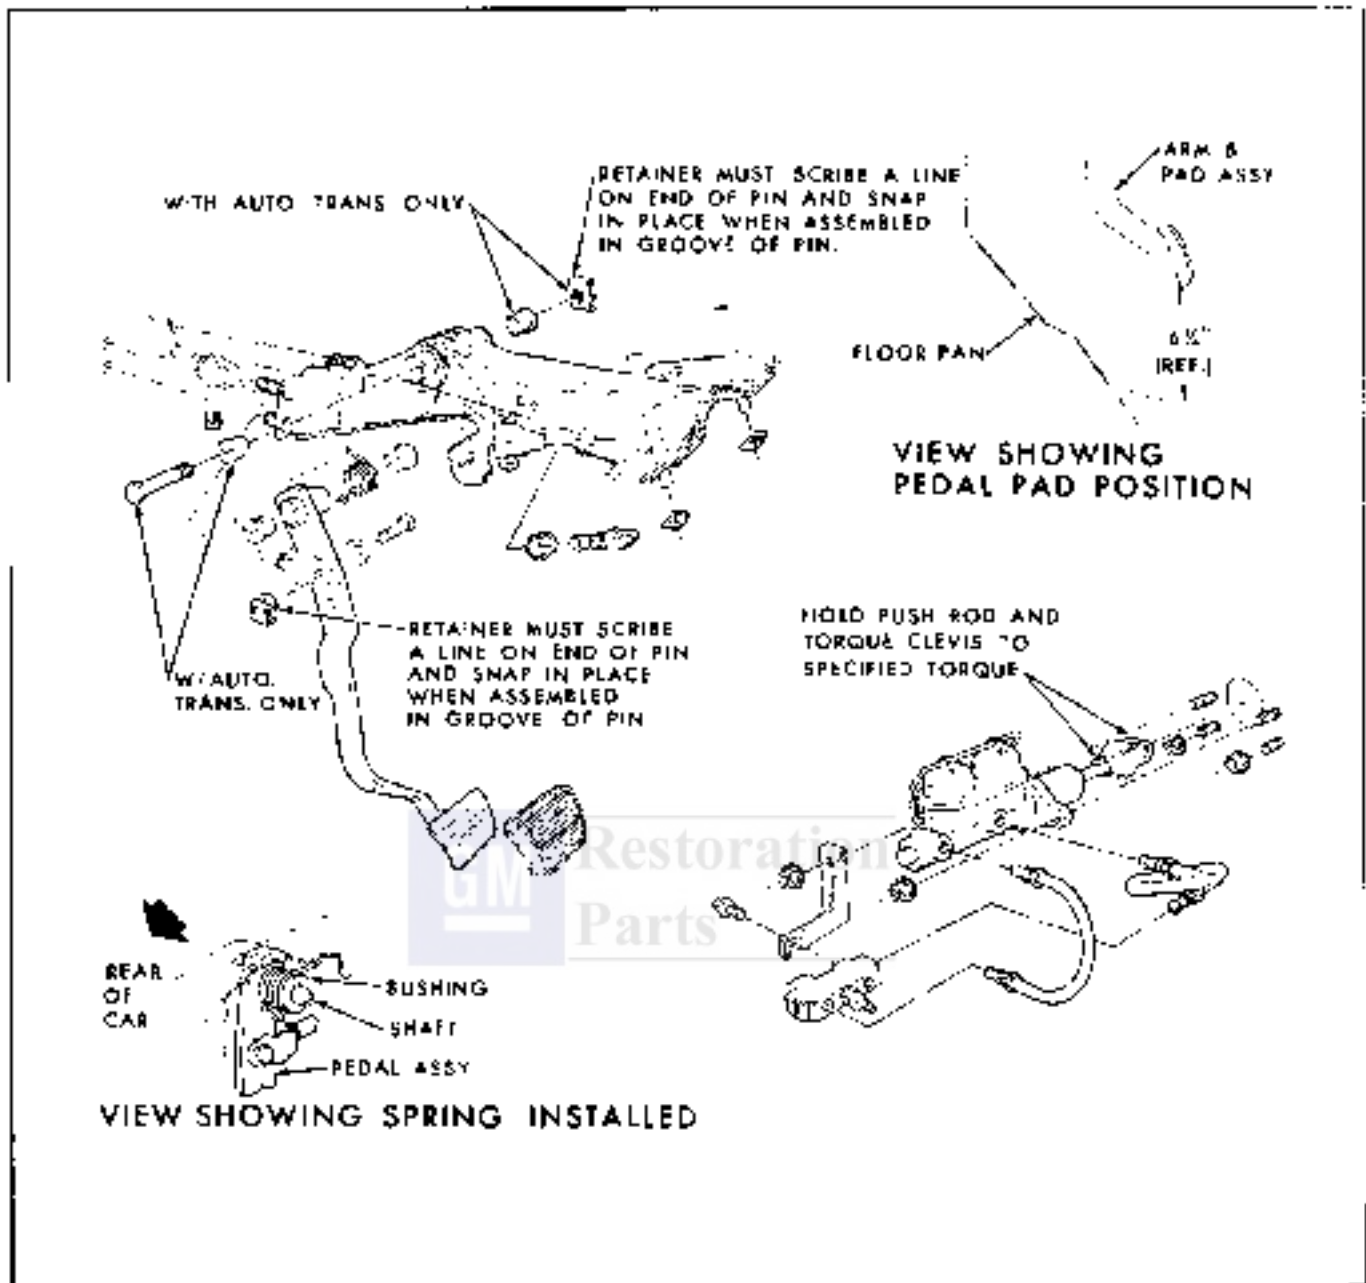 WITH AUTO TRANS ONLY
RETAINER MUST SCRIBE A LINE
ON END OF PIN AND SNAP
IN PLACE WHEN ASSEMBLED
IN GROOVE OF PIN.
ARM &
PAD ASSY
FLOOR PAN
6 ½"
(REF.)
VIEW SHOWING
PEDAL PAD POSITION
W/AUTO.
TRANS. ONLY
RETAINER MUST SCRIBE
A LINE ON END OF PIN
AND SNAP IN PLACE
WHEN ASSEMBLED
IN GROOVE OF PIN
HOLD PUSH ROD AND
TORQUE CLEVIS TO
SPECIFIED TORQUE
GM
Restoration
Parts
REAR
OF
CAR
BUSHING
SHAFT
PEDAL ASSY
VIEW SHOWING SPRING INSTALLED